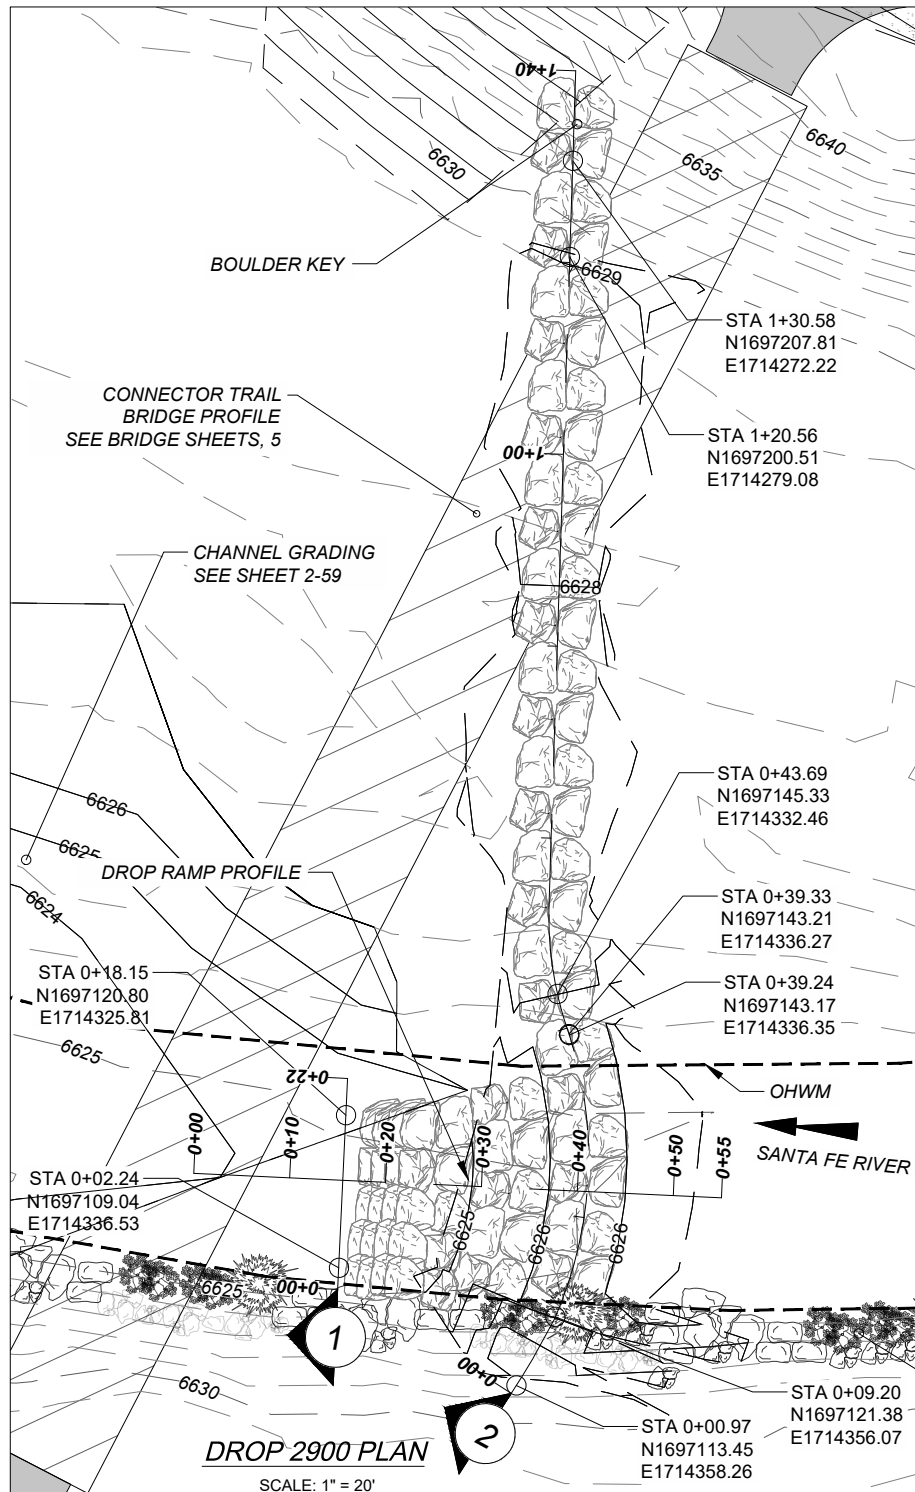 1+40
6640
6635
6630
BOULDER KEY
6629
STA 1+30.58
N1697207.81
E1714272.22
CONNECTOR TRAIL
BRIDGE PROFILE
SEE BRIDGE SHEETS, 5
STA 1+20.56
N1697200.51
E1714279.08
1+00
CHANNEL GRADING
SEE SHEET 2-59
6628
STA 0+43.69
N1697145.33
E1714332.46
6626
6625
DROP RAMP PROFILE
6624
STA 0+39.33
N1697143.21
E1714336.27
STA 0+18.15
N1697120.80
E1714325.81
STA 0+39.24
N1697143.17
E1714336.35
6625
0+22
OHWM
0+00
0+10
0+20
0+30
0+40
0+50
0+55
SANTA FE RIVER
STA 0+02.24
N1697109.04
E1714336.53
6625
6626
6626
6625
0+00
1
0+00
6630
2
STA 0+09.20
N1697121.38
E1714356.07
STA 0+00.97
N1697113.45
E1714358.26
DROP 2900 PLAN
SCALE: 1" = 20'